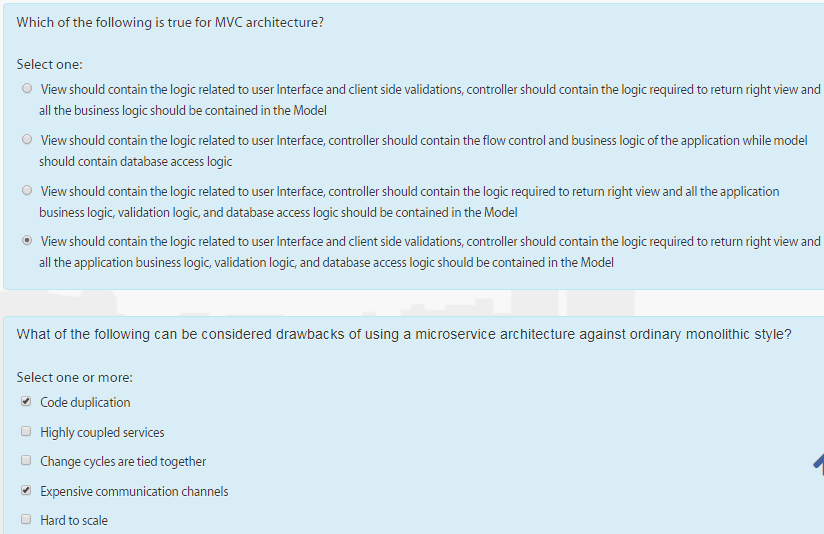 Which of the following is true for MVC architecture?
Select one:
View should contain the logic related to user Interface and client side validations, controller should contain the logic required to return right view and
all the business logic should be contained in the Model
View should contain the logic related to user Interface, controller should contain the flow control and business logic of the application while model
should contain database access logic
View should contain the logic related to user Interface, controller should contain the logic required to return right view and all the application
business logic, validation logic, and database access logic should be contained in the Model
View should contain the logic related to user Interface and client side validations, controller should contain the logic required to return right view and
all the application business logic, validation logic, and database access logic should be contained in the Model
What of the following can be considered drawbacks of using a microservice architecture against ordinary monolithic style?
Select one or more:
Code duplication
Highly coupled services
Change cycles are tied together
Expensive communication channels
Hard to scale